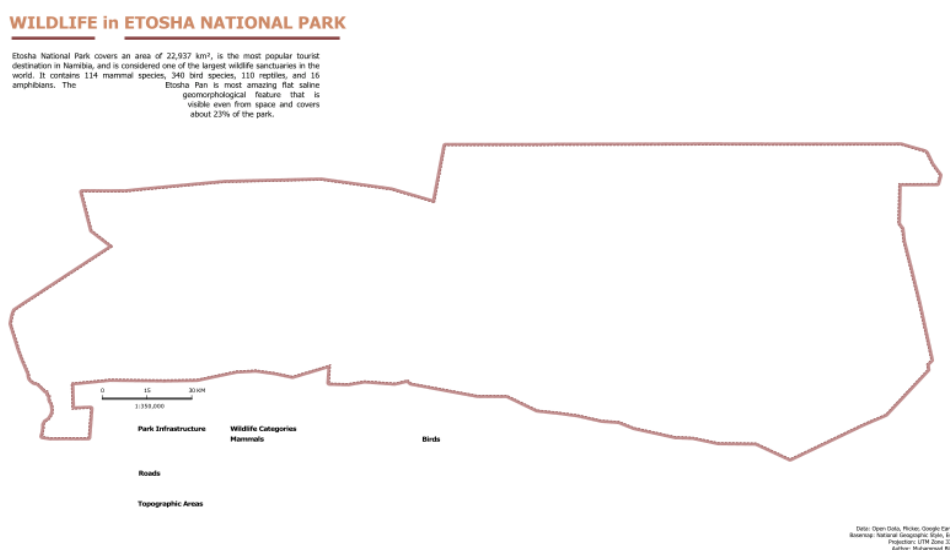 WILDLIFE in ETOSHA NATIONAL PARK
Etosha National Park covers an area of 22,937 km², is the most popular tourist
destination in Namibia, and is considered one of the largest wildlife sanctuaries in the
world. It contains 114 mammal species, 340 bird species, 110 reptiles, and 16
amphibians. The Etosha Pan is most amazing flat saline
geomorphological feature that is
visible even from space and covers
about 23% of the park.
0 15 30 KM
1:350,000
Park Infrastructure Wildlife Categories
Mammals Birds
Roads
Topographic Areas
Data: Open Data, Flicker, Google Ear
Basemap: National Geographic Style,
Projection: UTM Zone
Author: Muhammad